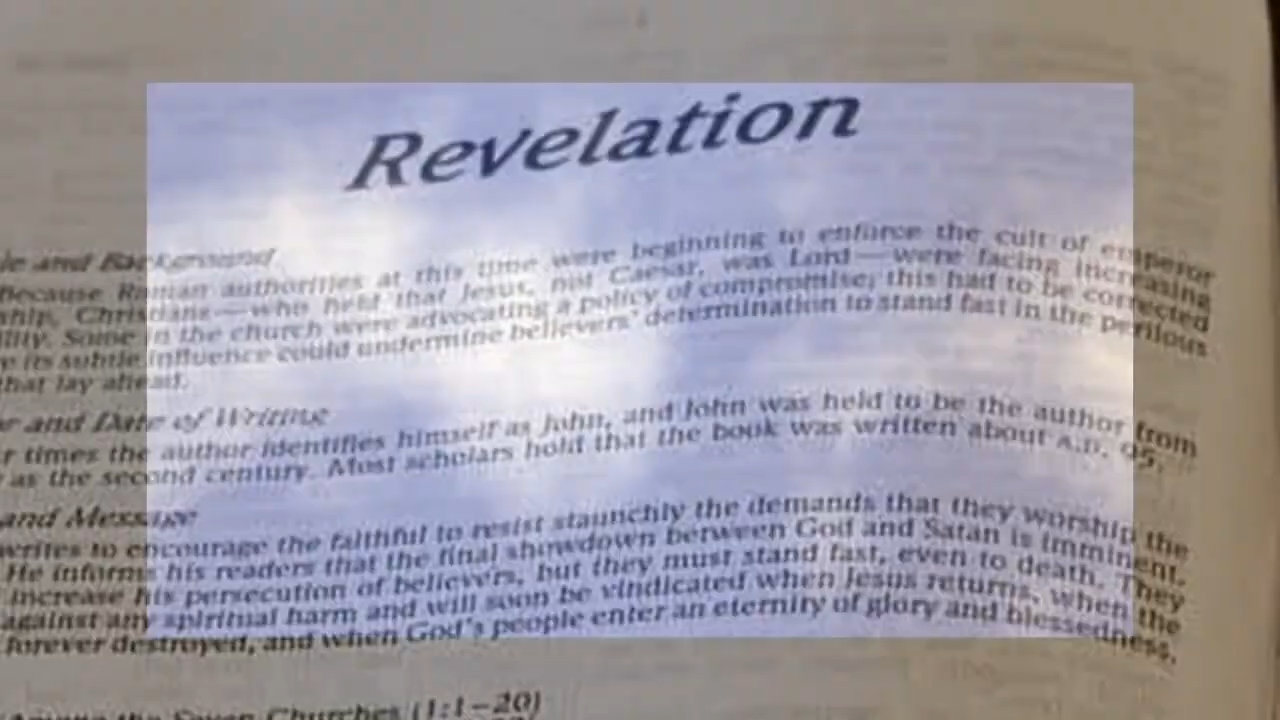 Revelation
and Background
Because Roman authorities at this time were beginning to enforce the cult of emperor
ship, Christians—who held that Jesus, not Caesar, was Lord—were facing increasing
lity. Some in the church were advocating a policy of compromise; this had to be corrected
e its subtle influence could undermine believers' determination to stand fast in the perilous
that lay ahead.
r and Date of Writing
r times the author identifies himself as John, and John was held to be the author from
as the second century. Most scholars hold that the book was written about A.D. 95.
and Message
writes to encourage the faithful to resist staunchly the demands that they worship the
He informs his readers that the final showdown between God and Satan is imminent.
increase his persecution of believers, but they must stand fast, even to death. They
against any spiritual harm and will soon be vindicated when Jesus returns, when the
forever destroyed, and when God's people enter an eternity of glory and blessedness.
Among the Seven Churches (1:1–20)